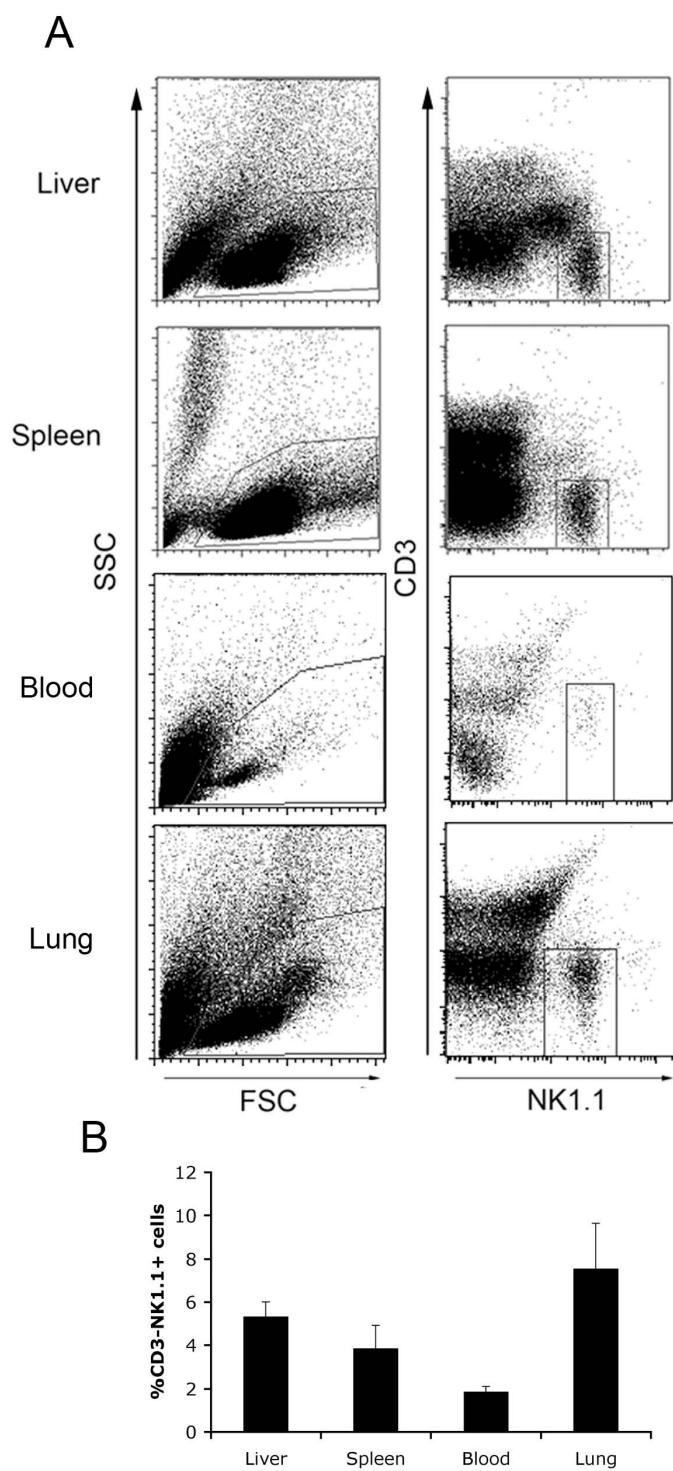 A
Liver
Spleen
Blood
Lung
SSC
CD3
FSC
NK1.1
B
%CD3-NK1.1+ cells
12
10
8
6
4
2
0
Liver
Spleen
Blood
Lung